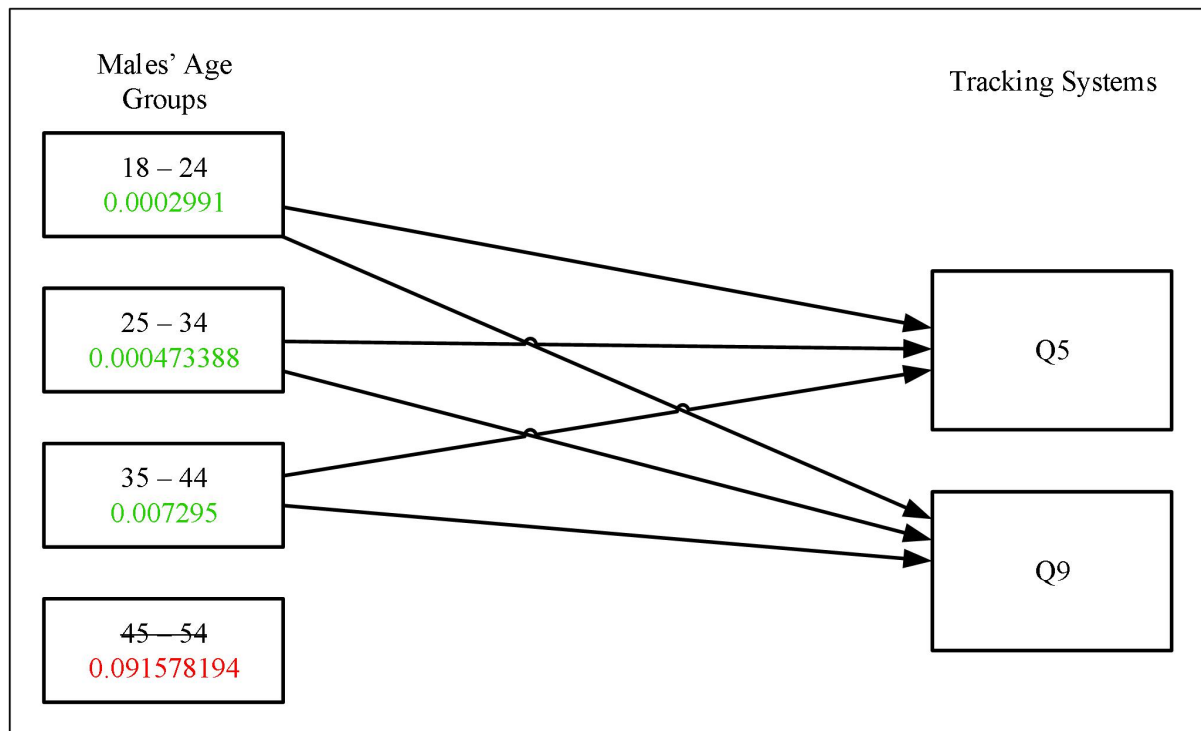 Males’ Age
Groups
Tracking Systems
18 – 24
0.0002991
25 – 34
0.000473388
35 – 44
0.007295
45 – 54
0.091578194
Q5
Q9